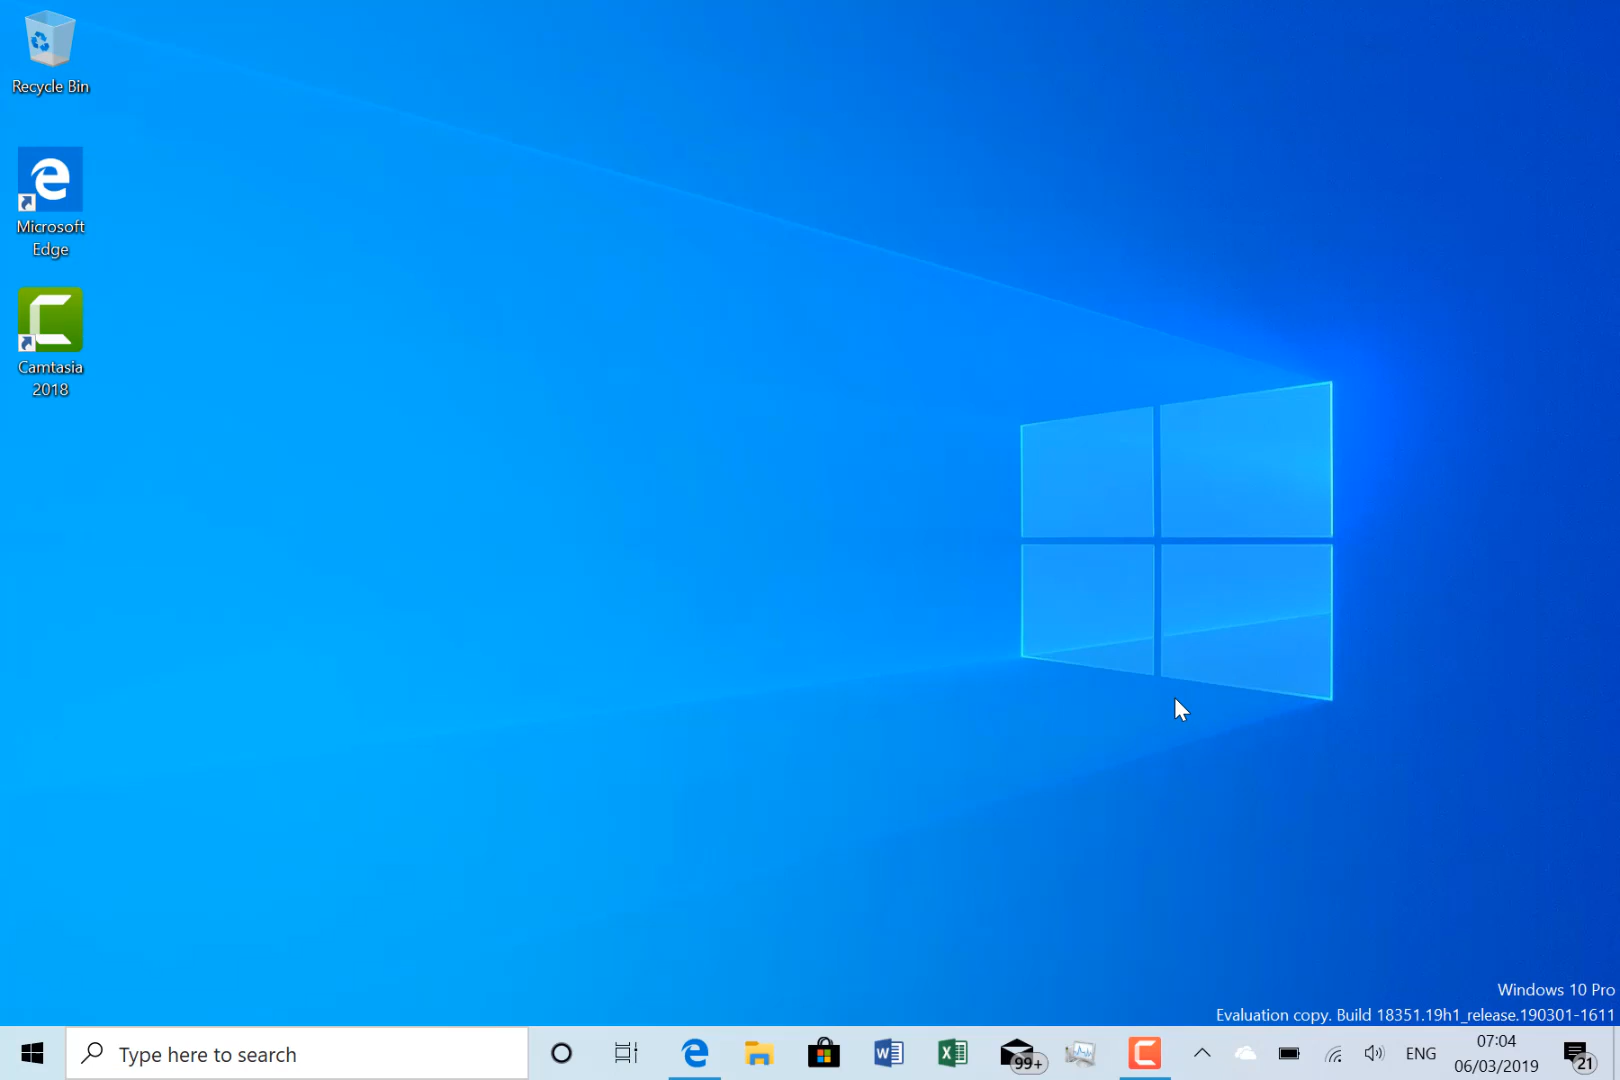 Recycle Bin
Microsoft
Edge
Camtasia
2018
Windows 10 Pro
Evaluation copy. Build 18351.19h1_release.190301-1611
Type here to search
99+
ENG
07:04
06/03/2019
21